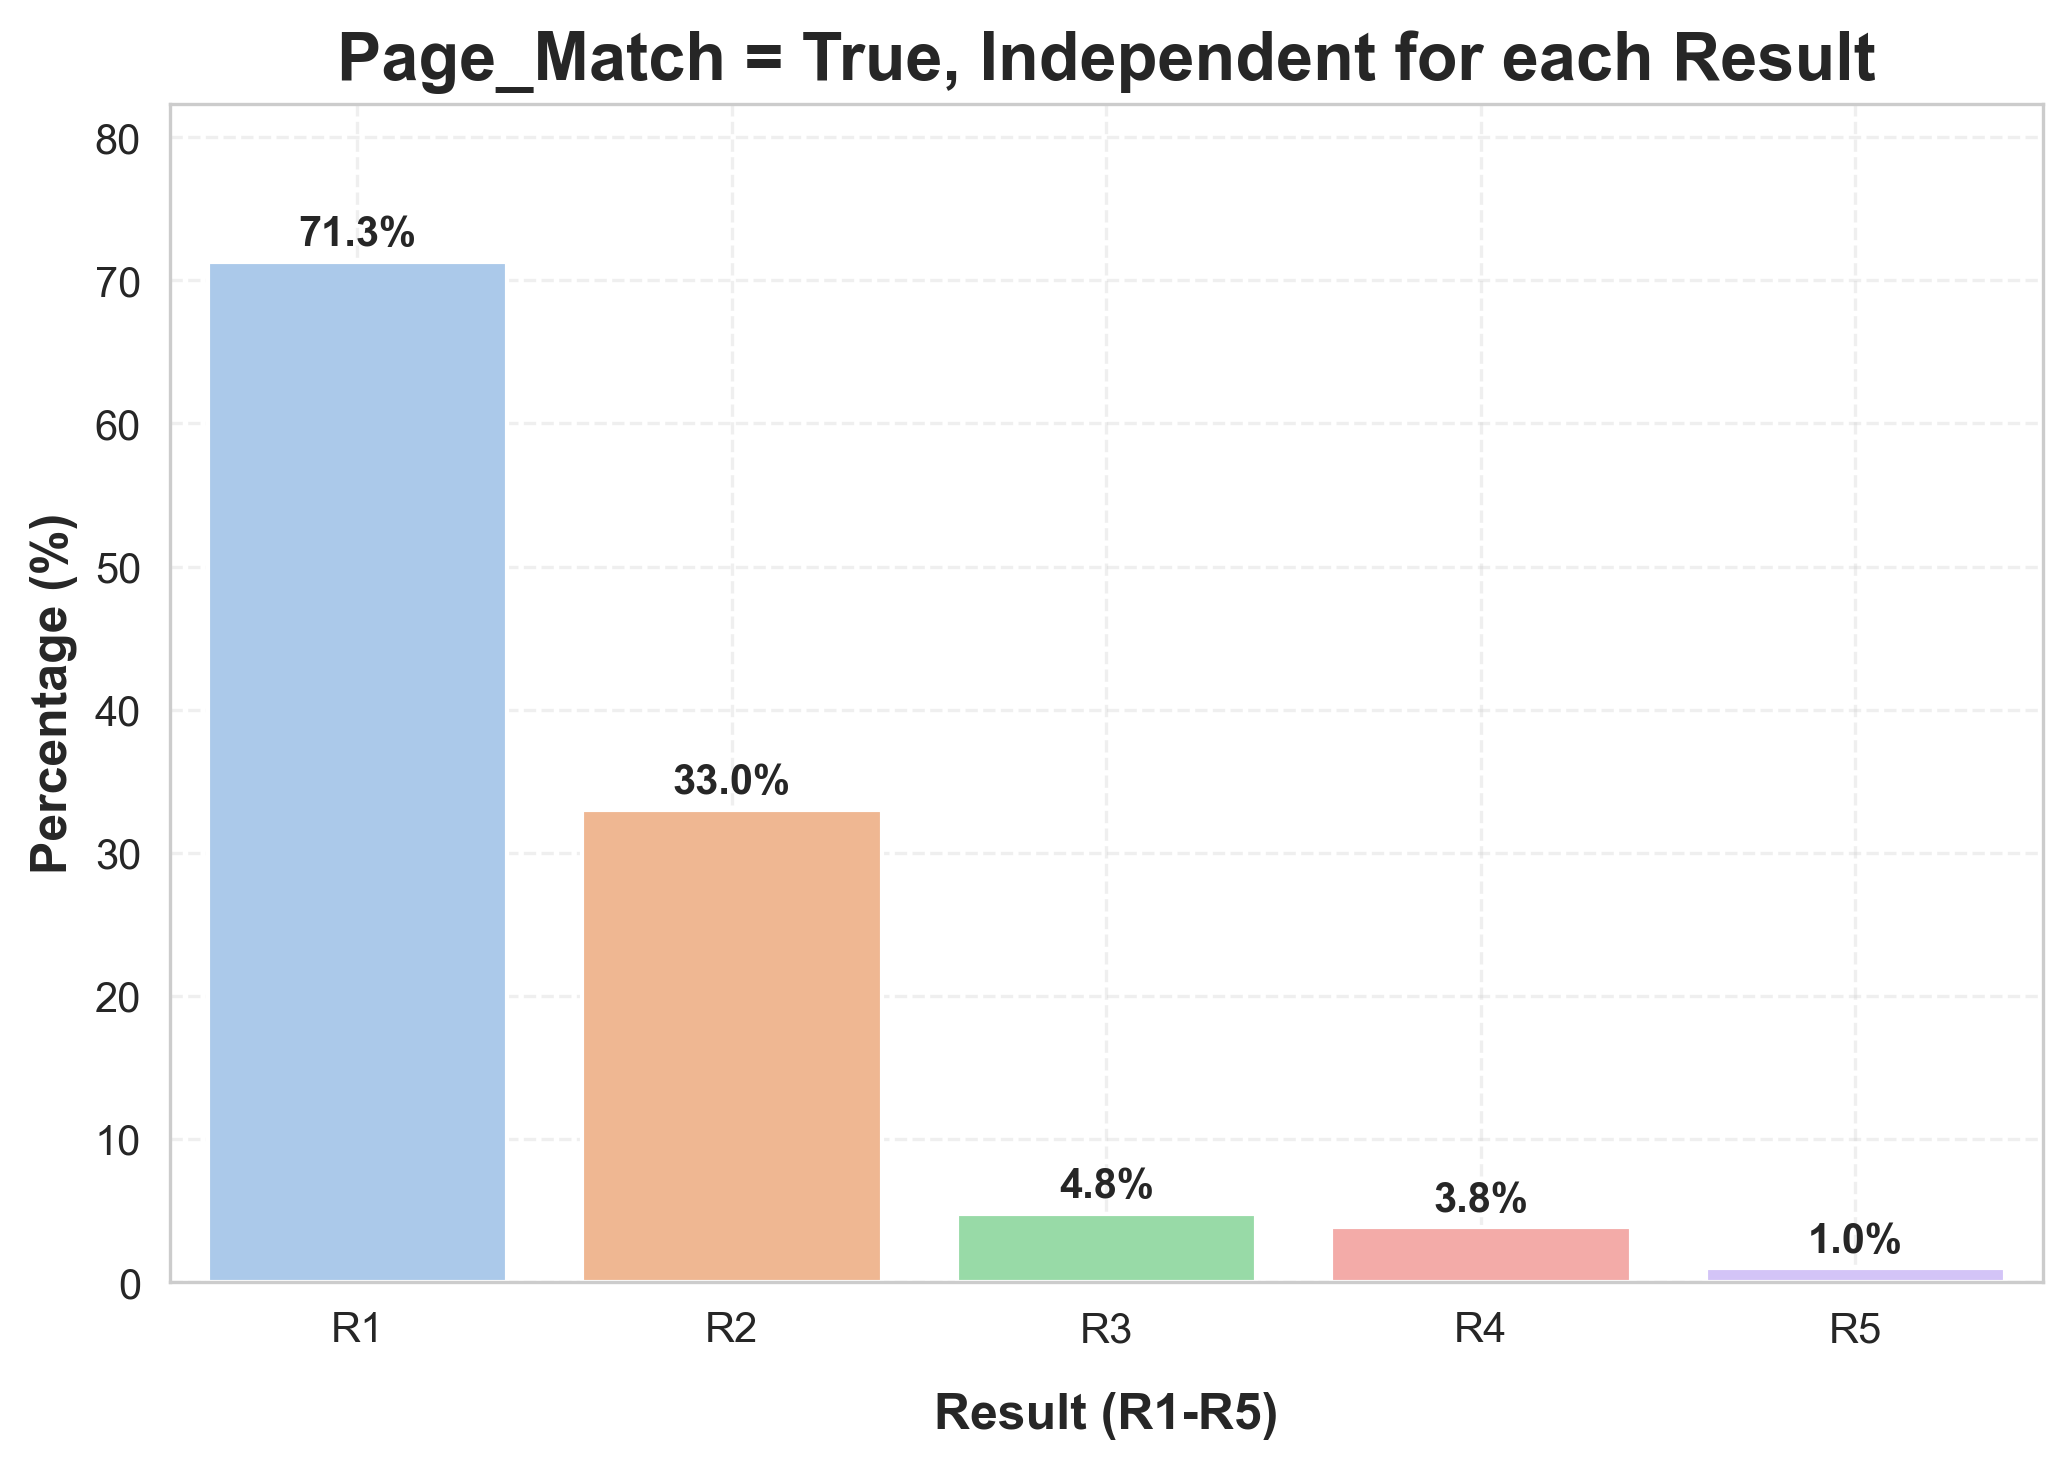 Page_Match = True, Independent for each Result
80
70
60
50
40
30
20
10
0
Percentage (%)
71.3%
33.0%
4.8%
3.8%
1.0%
R1
R2
R3
R4
R5
Result (R1-R5)